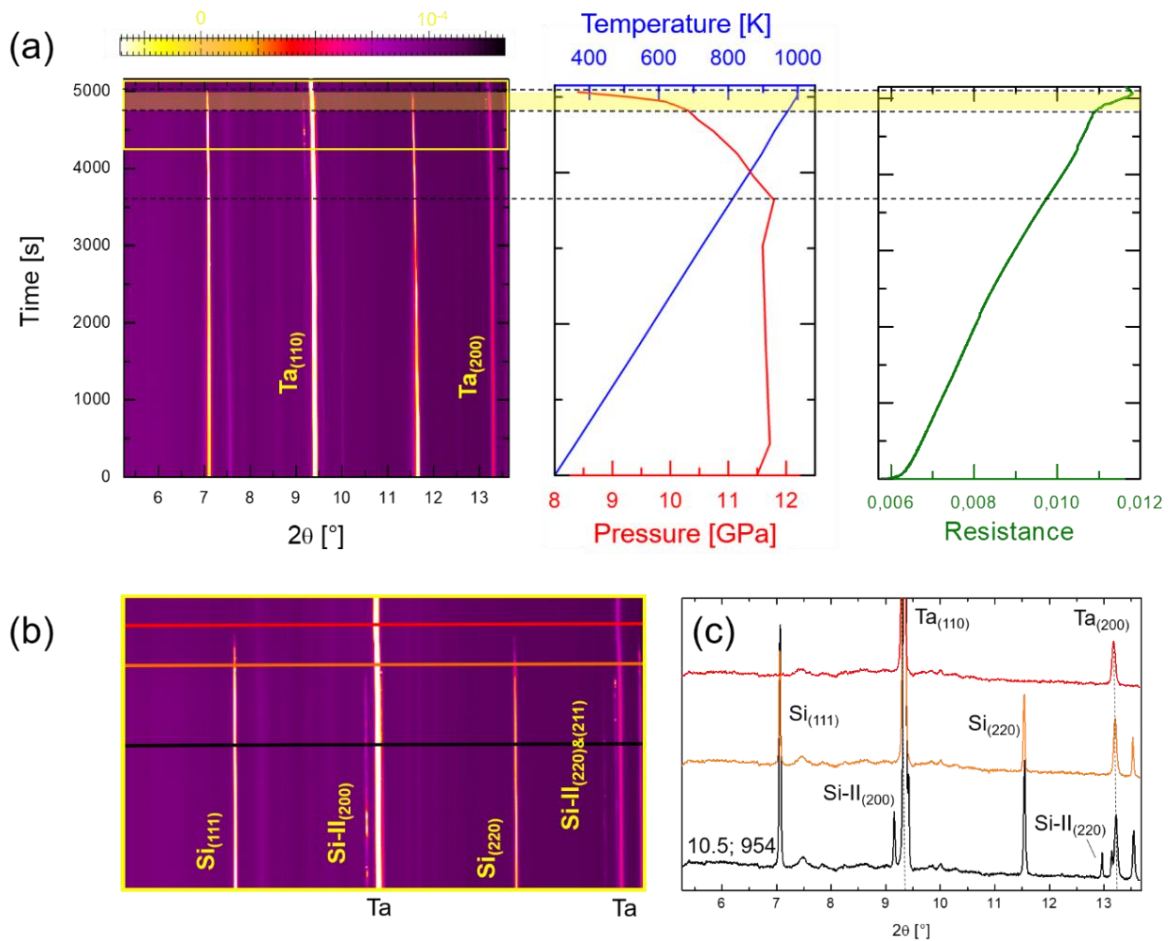 (a)
0
10⁻⁴
5000
4000
3000
2000
1000
0
Time [s]
Ta(110)
Ta(200)
6 7 8 9 10 11 12 13
2θ [°]
Temperature [K]
400 600 800 1000
8 9 10 11 12
Pressure [GPa]
0,006 0,008 0,010 0,012
Resistance
(b)
Si(111)
Si-II(200)
Si(220)
Si-II(220)&(211)
Ta
Ta
(c)
Ta(110)
Ta(200)
Si(111)
Si(220)
Si-II(200)
Si-II(220)
10.5; 954
6 7 8 9 10 11 12 13
2θ [°]